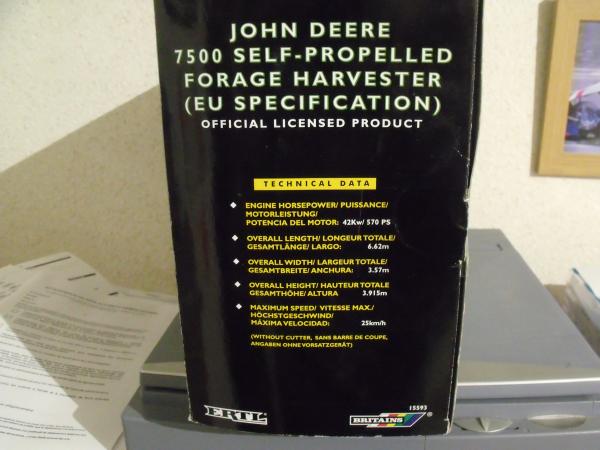 JOHN DEERE
7500 SELF-PROPELLED
FORAGE HARVESTER
(EU SPECIFICATION)
OFFICIAL LICENSED PRODUCT
TECHNICAL DATA
ENGINE HORSEPOWER/ PUISSANCE/
MOTORLEISTUNG/
POTENCIA DEL MOTOR: 42Kw/ 570 PS
OVERALL LENGTH/ LONGEUR TOTALE/
GESAMTLÄNGE/ LARGO: 6.62m
OVERALL WIDTH/ LARGEUR TOTALE/
GESAMTBREITE/ ANCHURA: 3.57m
OVERALL HEIGHT/ HAUTEUR TOTALE
GESAMTHÖHE/ ALTURA 3.915m
MAXIMUM SPEED/ VITESSE MAX./
HÖCHSTGESCHWIND/
MÁXIMA VELOCIDAD: 25km/h
(WITHOUT CUTTER, SANS BARRE DE COUPE,
ANGABEN OHNE VORSATZGERÄT)
15593
ERTL
BRITAINS